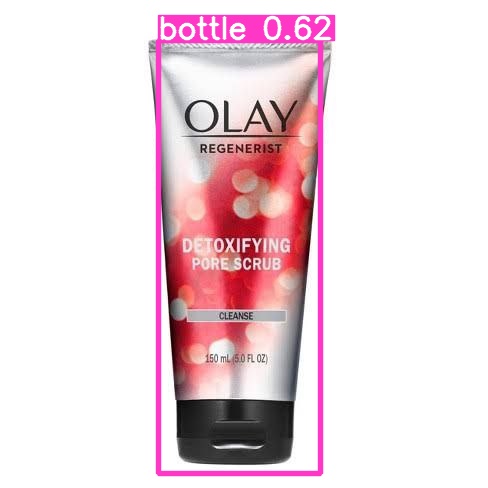 bottle 0.62
OLAY
REGENERIST
DETOXIFYING
PORE SCRUB
CLEANSE
150 mL (5.0 FL OZ)